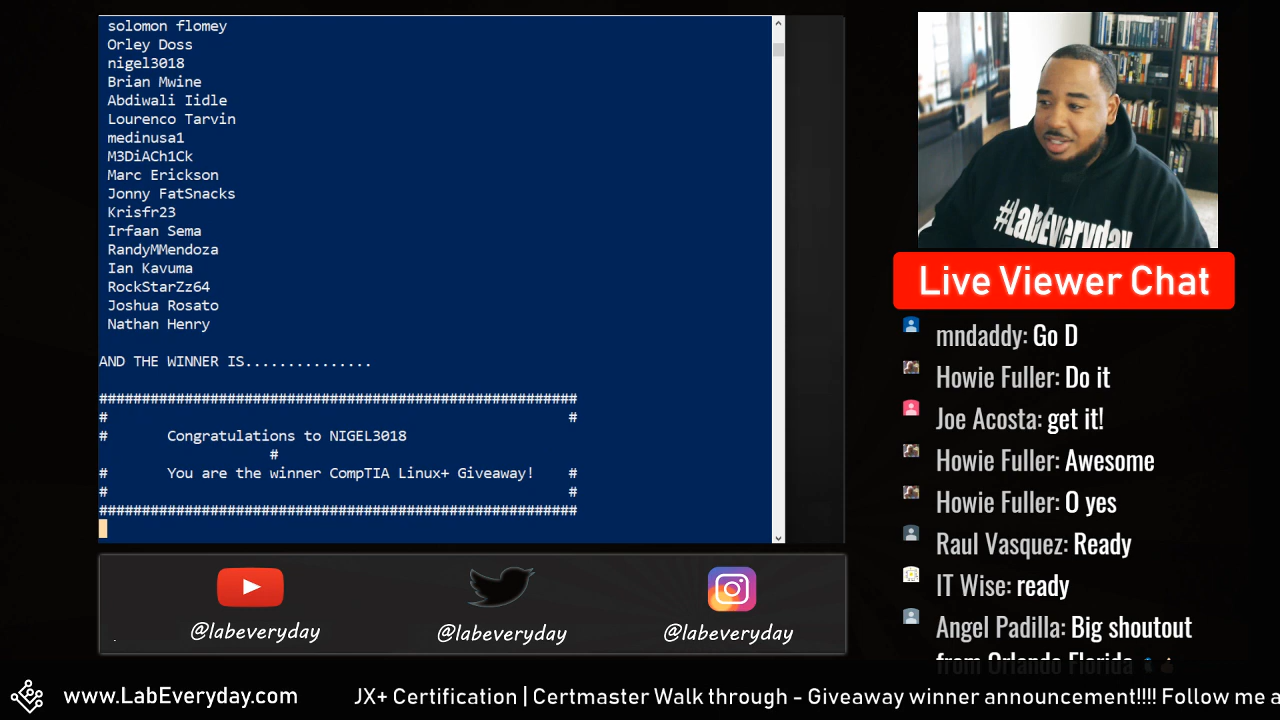 solomon flomey
Orley Doss
nigel3018
Brian Mwine
Abdiwali Iidle
Lourenco Tarvin
medinusa1
M3DiACh1Ck
Marc Erickson
Jonny FatSnacks
Krisfr23
Irfaan Sema
RandyMMendoza
Ian Kavuma
RockStarZz64
Joshua Rosato
Nathan Henry
AND THE WINNER IS...............
########################################################
# #
# Congratulations to NIGEL3018
#
# You are the winner CompTIA Linux+ Giveaway! #
# #
########################################################
@labeveryday
@labeveryday
@labeveryday
#LabEveryday
Live Viewer Chat
mndaddy: Go D
Howie Fuller: Do it
Joe Acosta: get it!
Howie Fuller: Awesome
Howie Fuller: O yes
Raul Vasquez: Ready
IT Wise: ready
Angel Padilla: Big shoutout
from Orlando Florida
www.LabEveryday.com
JX+ Certification | Certmaster Walk through - Giveaway winner announcement!!!! Follow me a